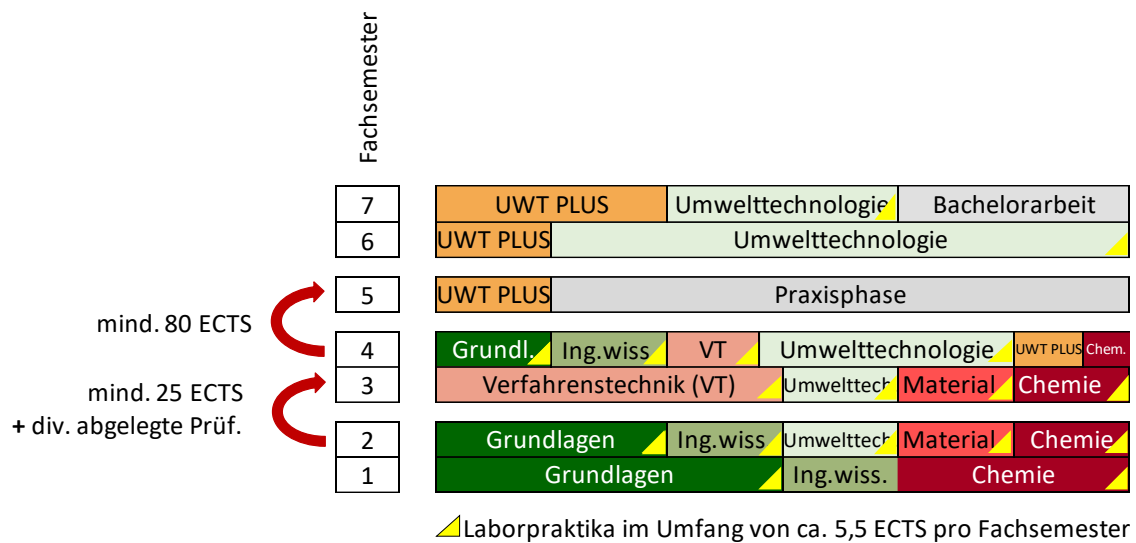 Fachsemester
7 UWT PLUS Umwelttechnologie Bachelorarbeit
6 UWT PLUS Umwelttechnologie
5 UWT PLUS Praxisphase
mind. 80 ECTS
4 Grundl. Ing.wiss VT Umwelttechnologie UWT PLUS Chem.
3 Verfahrenstechnik (VT) Umwelttech Material Chemie
mind. 25 ECTS
+ div. abgelegte Prüf.
2 Grundlagen Ing.wiss Umwelttech Material Chemie
1 Grundlagen Ing.wiss. Chemie
Laborpraktika im Umfang von ca. 5,5 ECTS pro Fachsemester